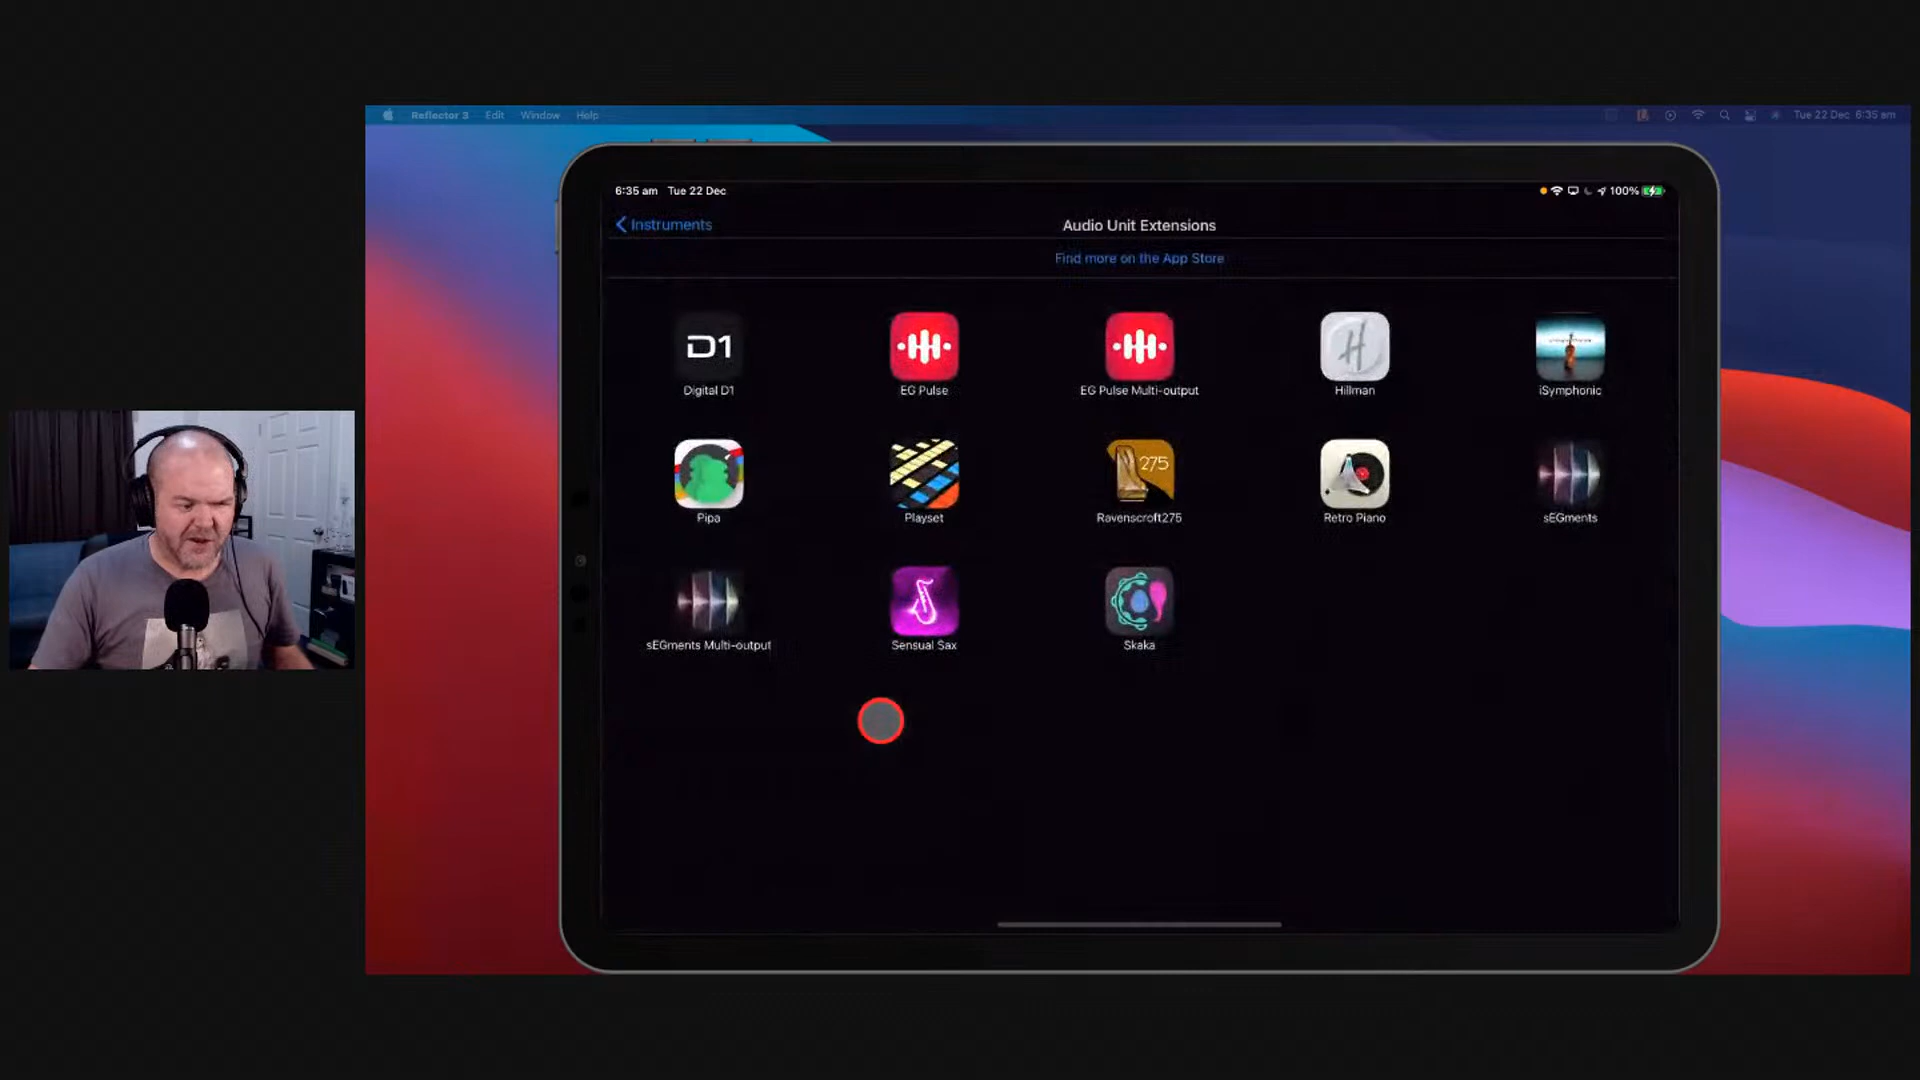 Reflector 3 Edit Window Help
Tue 22 Dec 6:35 am
6:35 am Tue 22 Dec
100%
Instruments
Audio Unit Extensions
Find more on the App Store
D1
Digital D1
EG Pulse
EG Pulse Multi-output
H
Hillman
iSymphonic
Pipa
Playset
275
Ravenscroft275
Retro Piano
sEGments
sEGments Multi-output
Sensual Sax
Skaka